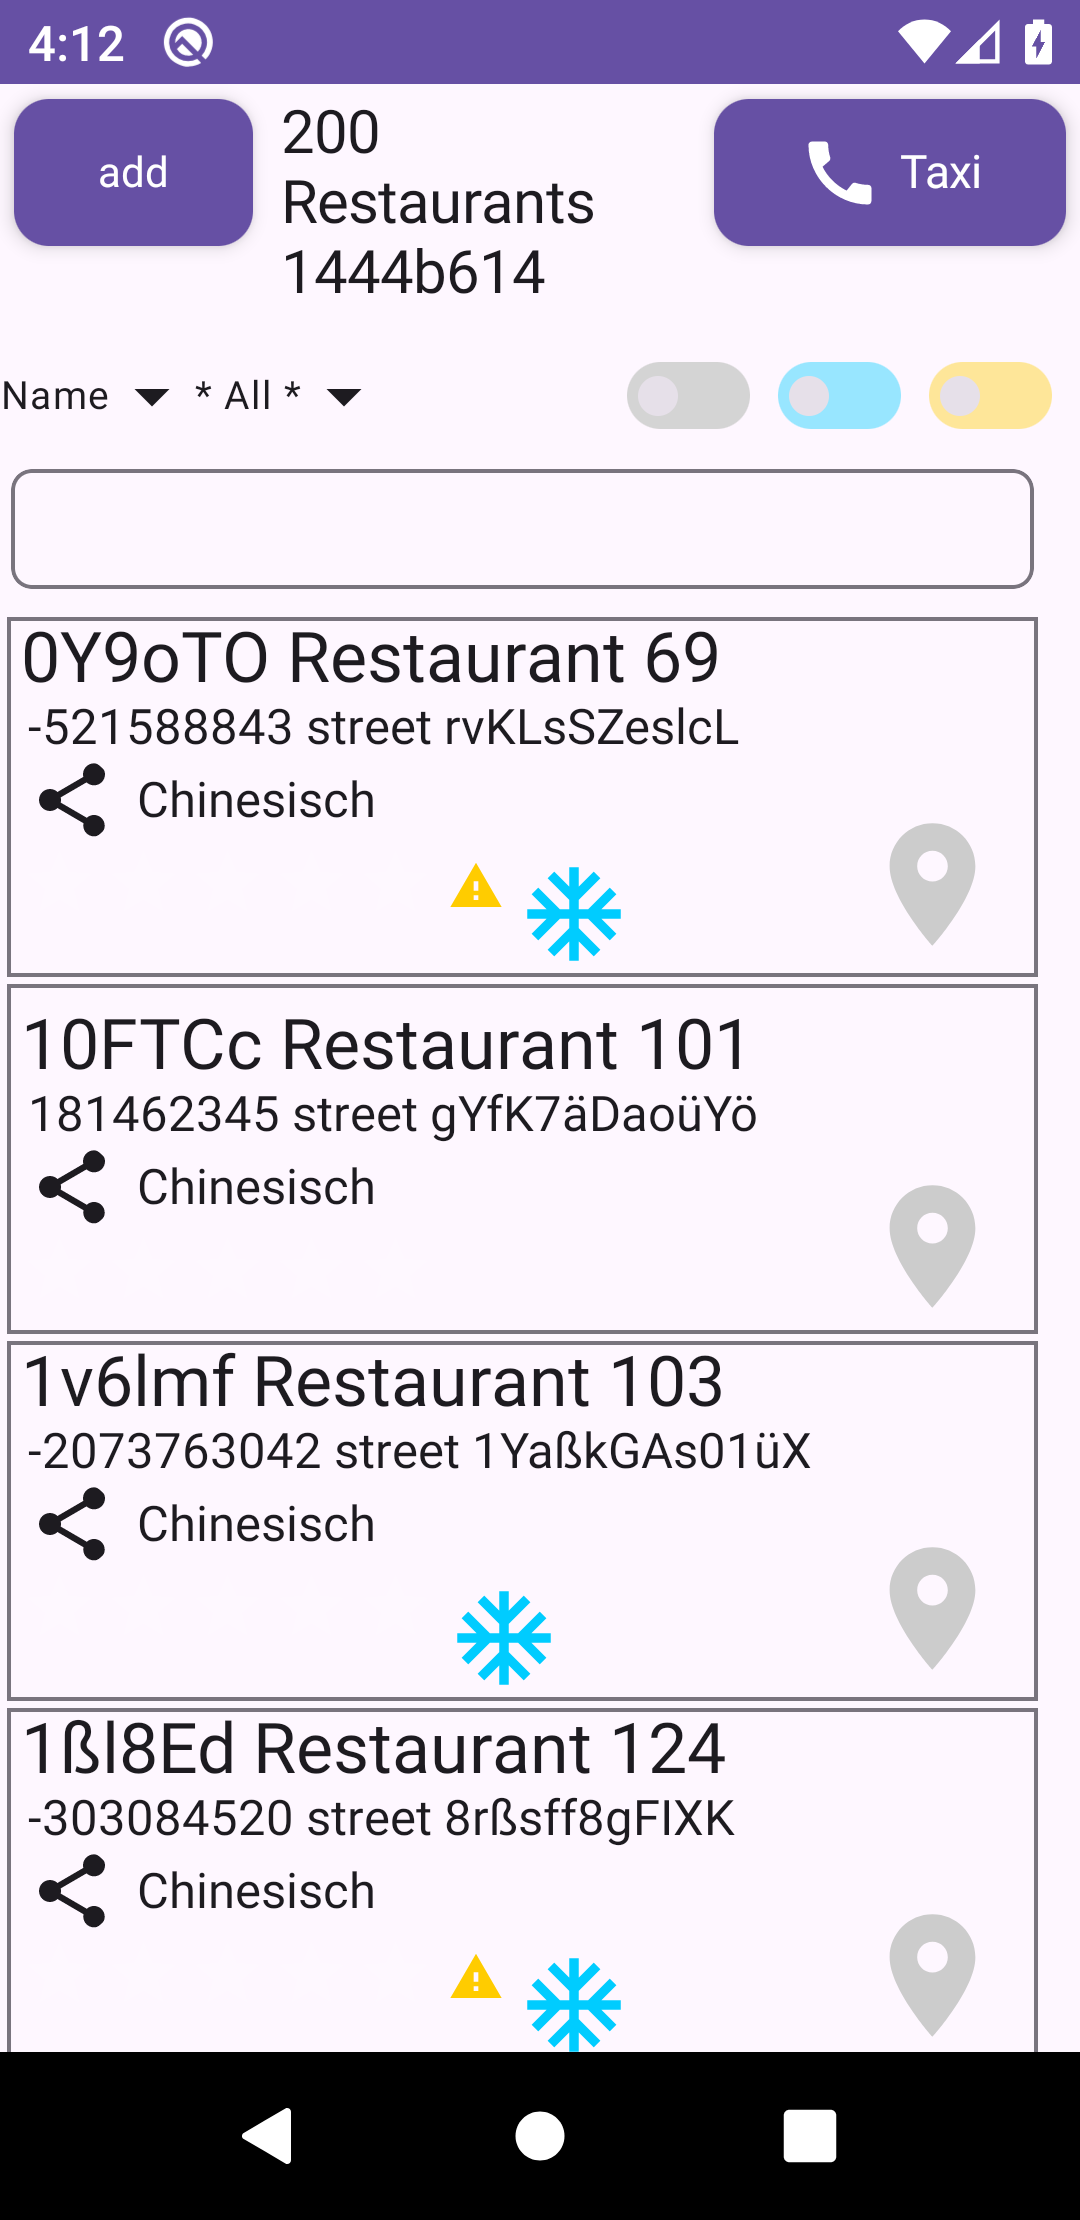 4:12
add
200
Restaurants
1444b614
Taxi
Name
* All *
0Y9oTO Restaurant 69
-521588843 street rvKLsSZeslcL
Chinesisch
10FTCc Restaurant 101
181462345 street gYfK7äDaoüYö
Chinesisch
1v6lmf Restaurant 103
-2073763042 street 1YaßkGAs01üX
Chinesisch
1ßl8Ed Restaurant 124
-303084520 street 8rßsff8gFIXK
Chinesisch